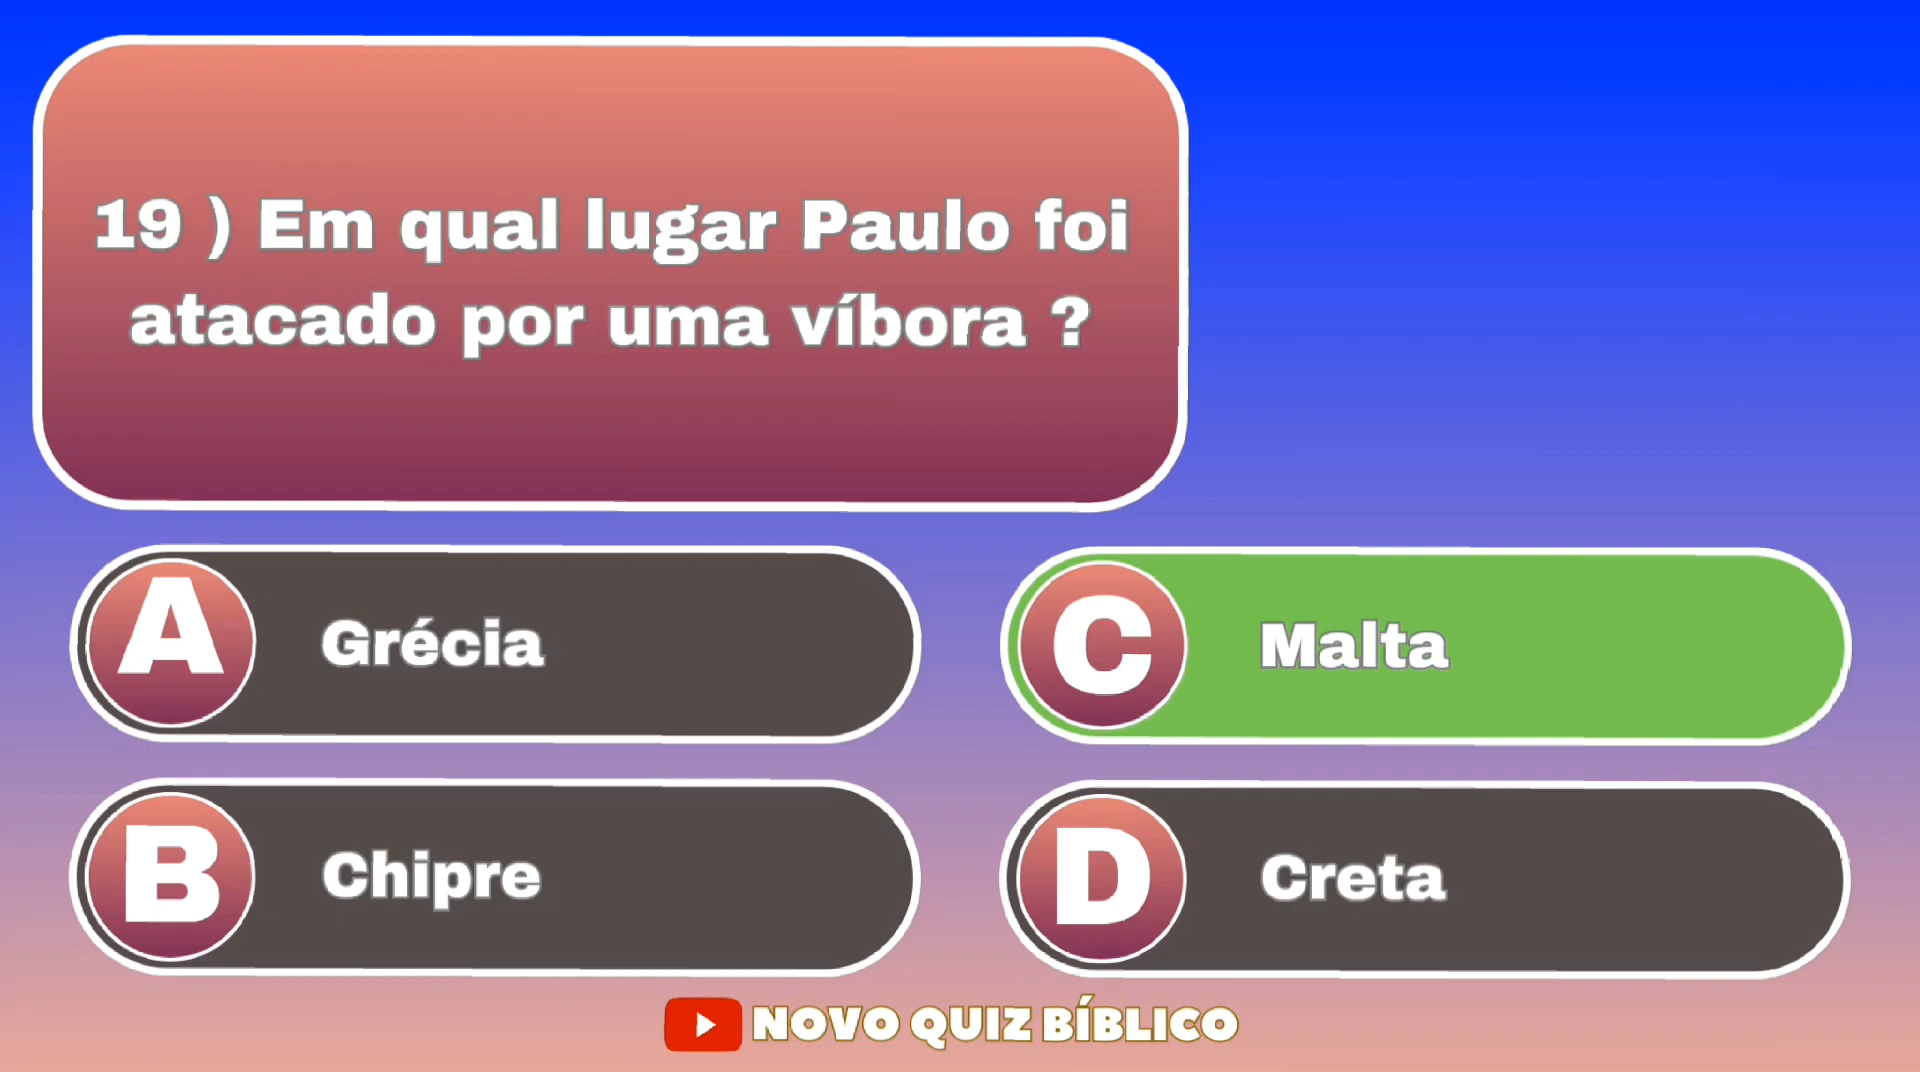 19 ) Em qual lugar Paulo foi
atacado por uma víbora ?
A Grécia
C Malta
B Chipre
D Creta
NOVO QUIZ BÍBLICO